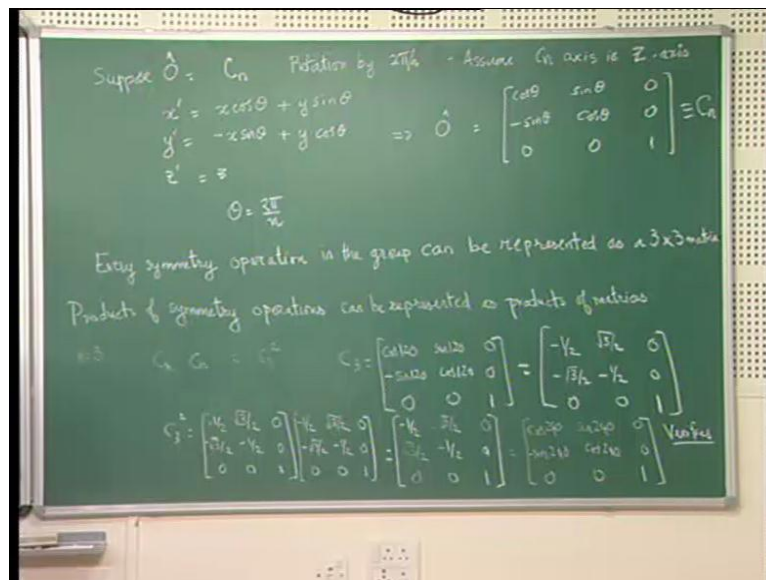 Suppose Ô = Cn Rotation by 2π/n - Assume Cn axis is Z-axis
x' = x cosθ + y sinθ
y' = -x sinθ + y cosθ => Ô = [cosθ sinθ 0; -sinθ cosθ 0; 0 0 1] ≡ Cn
z' = z
θ = 2π/n
Every symmetry operation in the group can be represented as a 3x3 matrix
Products of symmetry operations can be represented as products of matrices
C3 = [cos120 sin120 0; -sin120 cos120 0; 0 0 1] = [-1/2 √3/2 0; -√3/2 -1/2 0; 0 0 1]
C3² = [-1/2 √3/2 0; -√3/2 -1/2 0; 0 0 1] [-1/2 √3/2 0; -√3/2 -1/2 0; 0 0 1] = [-1/2 √3/2 0; √3/2 -1/2 0; 0 0 1] = [cos240 sin240 0; -sin240 cos240 0; 0 0 1] Verifies